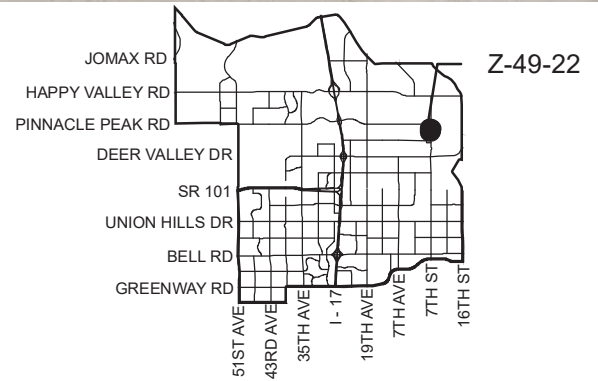 JOMAX RD
Z-49-22
HAPPY VALLEY RD
PINNACLE PEAK RD
DEER VALLEY DR
SR 101
UNION HILLS DR
BELL RD
GREENWAY RD
51ST AVE
43RD AVE
35TH AVE
I - 17
19TH AVE
7TH AVE
7TH ST
16TH ST